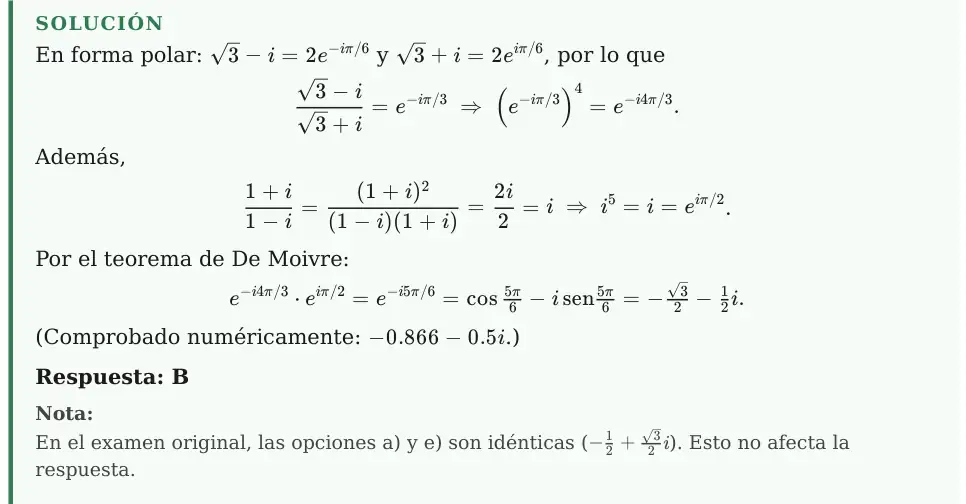 SOLUCIÓN
En forma polar: √3 − i = 2e^{−iπ/6} y √3 + i = 2e^{iπ/6}, por lo que
(√3 − i)/(√3 + i) = e^{−iπ/3} ⇒ (e^{−iπ/3})^4 = e^{−i4π/3}.
Además,
(1 + i)/(1 − i) = (1 + i)^2/((1 − i)(1 + i)) = 2i/2 = i ⇒ i^5 = i = e^{iπ/2}.
Por el teorema de De Moivre:
e^{−i4π/3} · e^{iπ/2} = e^{−i5π/6} = cos 5π/6 − i sen 5π/6 = −√3/2 − 1/2 i.
(Comprobado numéricamente: −0.866 − 0.5i.)
Respuesta: B
Nota:
En el examen original, las opciones a) y e) son idénticas (−1/2 + √3/2 i). Esto no afecta la
respuesta.